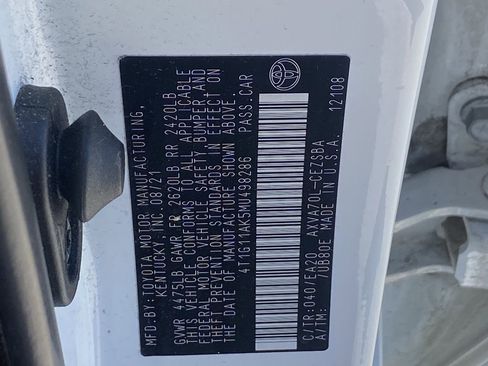 MFD.BY:TOYOTA MOTOR MANUFACTURING,
KENTUCKY, INC. 08/21
GVWR 4475LB GAWR FR 2620LB RR 2420LB
THIS VEHICLE CONFORMS TO ALL APPLICABLE
FEDERAL MOTOR VEHICLE SAFETY, BUMPER AND
THEFT PREVENTION STANDARDS IN EFFECT ON
THE DATE OF MANUFACTURE SHOWN ABOVE.
4T1G11AK5MU498286 PASS.CAR
C/TR:040/EA20 AXVA70L-CEZSBA
A/TM: /UB80E MADE IN U.S.A.
12108